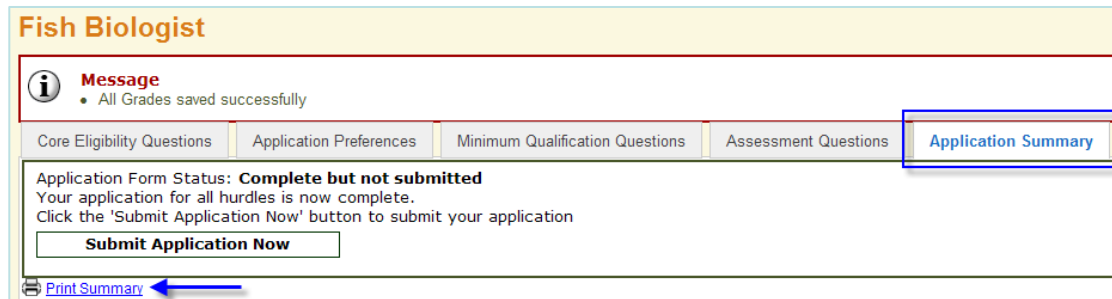 Fish Biologist
Message
• All Grades saved successfully
Core Eligibility Questions
Application Preferences
Minimum Qualification Questions
Assessment Questions
Application Summary
Application Form Status: Complete but not submitted
Your application for all hurdles is now complete.
Click the 'Submit Application Now' button to submit your application
Submit Application Now
Print Summary